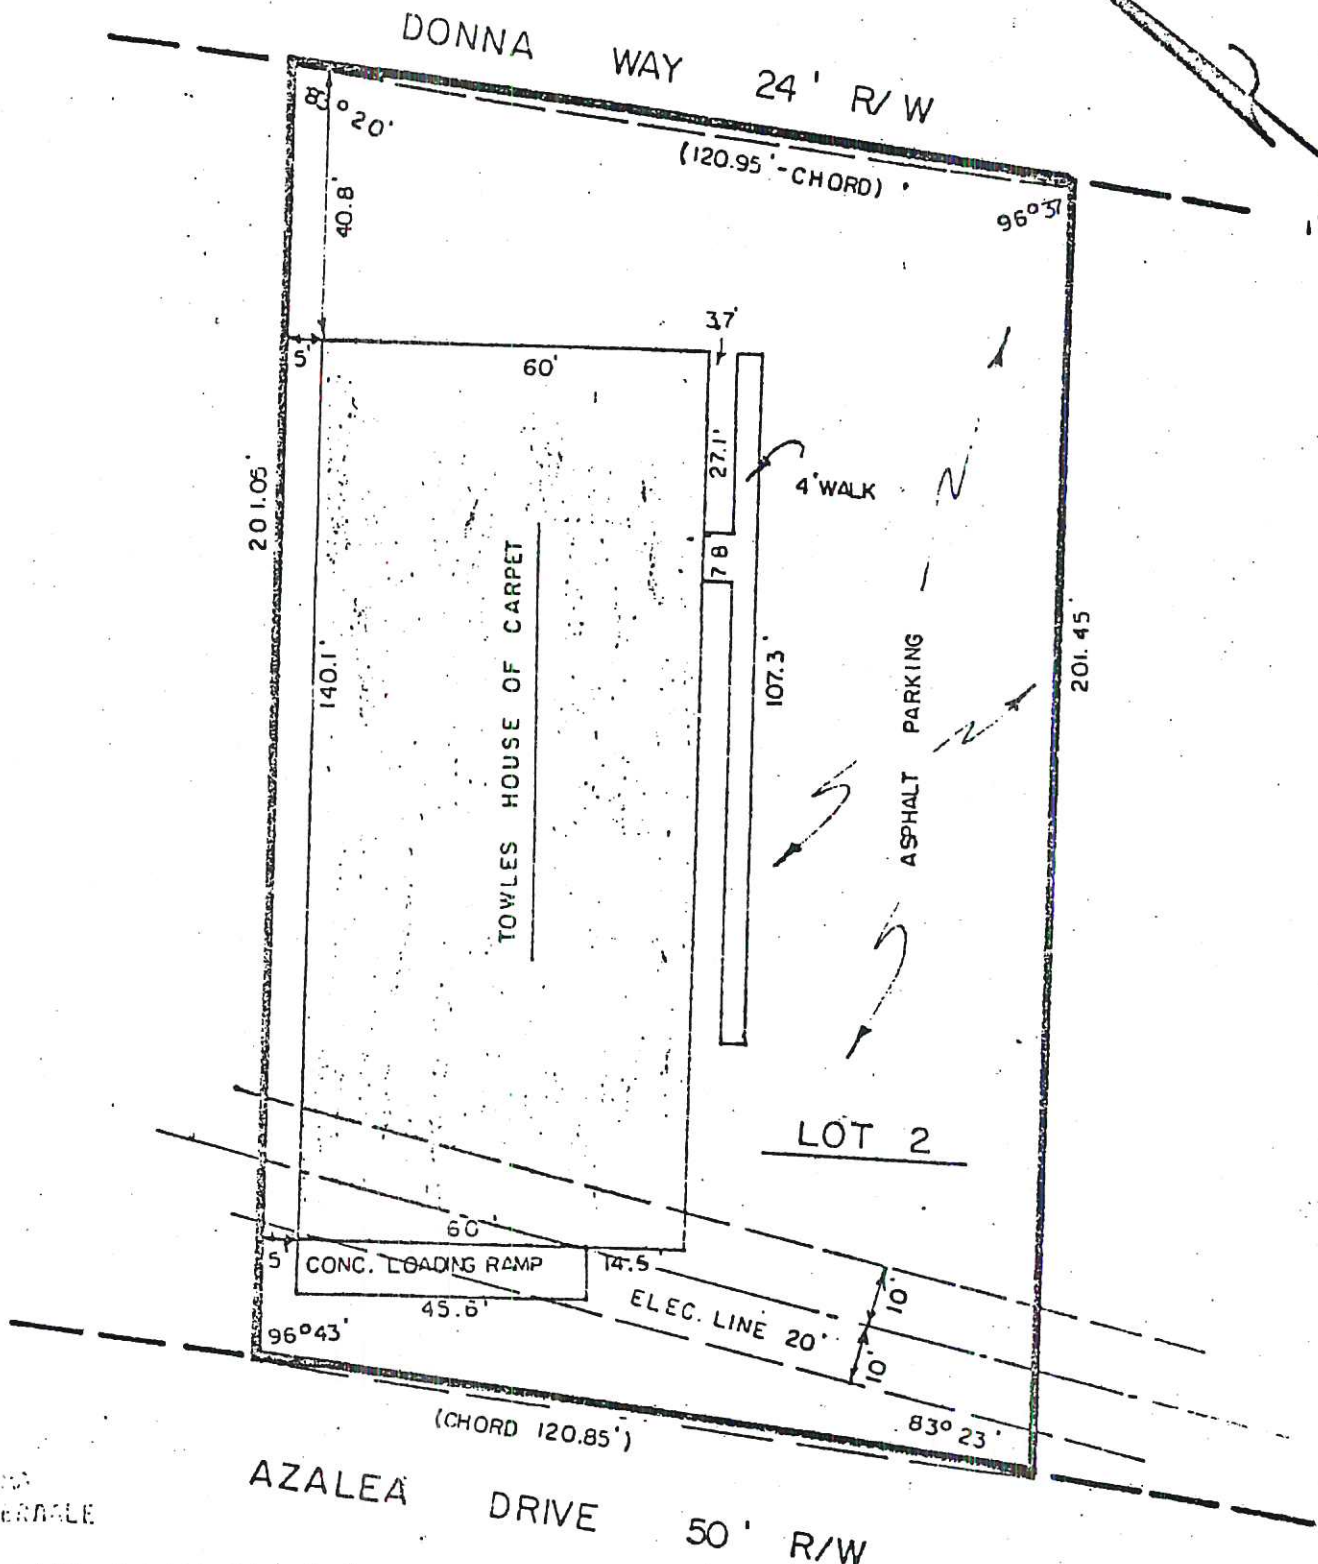 DONNA WAY 24' R/W
83°20'
(120.95'-CHORD)
96°37'
40.8'
3.7'
5'
60'
27.1'
4' WALK
201.05'
7.8
TOWLES HOUSE OF CARPET
140.1'
107.3'
ASPHALT PARKING
201.45'
LOT 2
60'
5'
CONC. LOADING RAMP
14.5'
45.6'
ELEC. LINE 20'
10'
10'
96°43'
83°23'
(CHORD 120.85')
AZALEA DRIVE 50' R/W